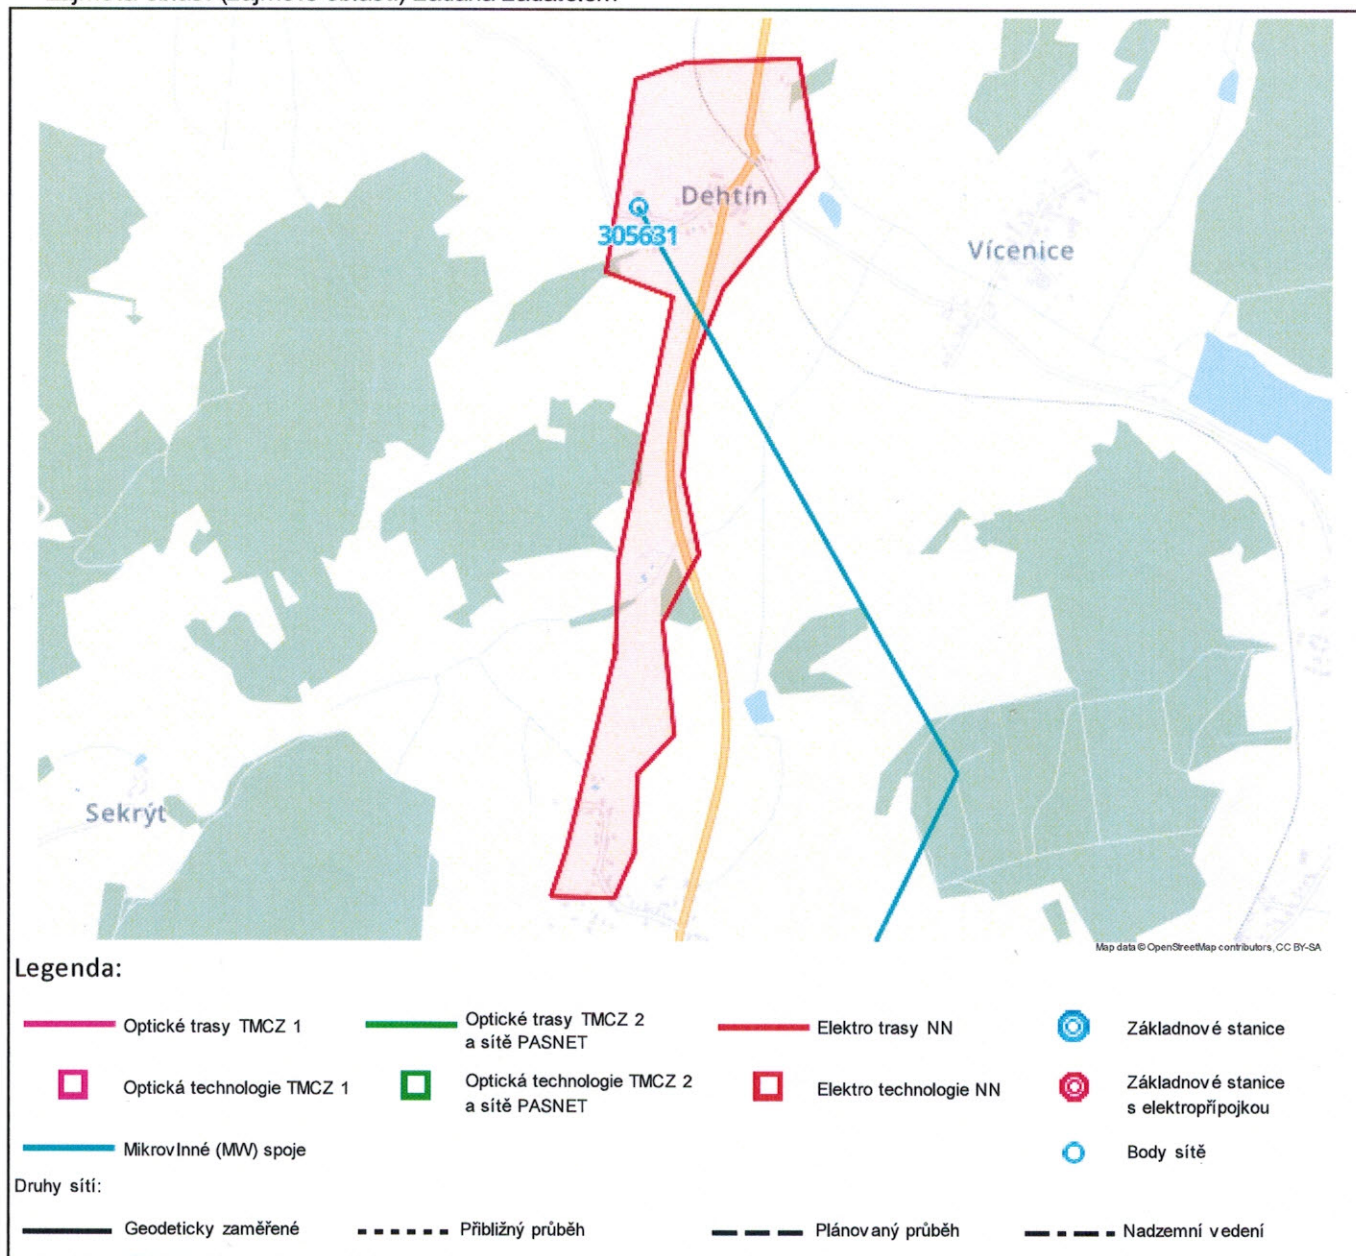 Dehtín
305631
Vícenice
Sekrýt
Map data © OpenStreetMap contributors, CC BY-SA
Legenda:
Optické trasy TMCZ 1
Optické trasy TMCZ 2
a sítě PASNET
Elektro trasy NN
Základnové stanice
Optická technologie TMCZ 1
Optická technologie TMCZ 2
a sítě PASNET
Elektro technologie NN
Základnové stanice
s elektropřípojkou
Mikrovlnné (MW) spoje
Body sítě
Druhy sítí:
Geodeticky zaměřené
Přibližný průběh
Plánovaný průběh
Nadzemní vedení